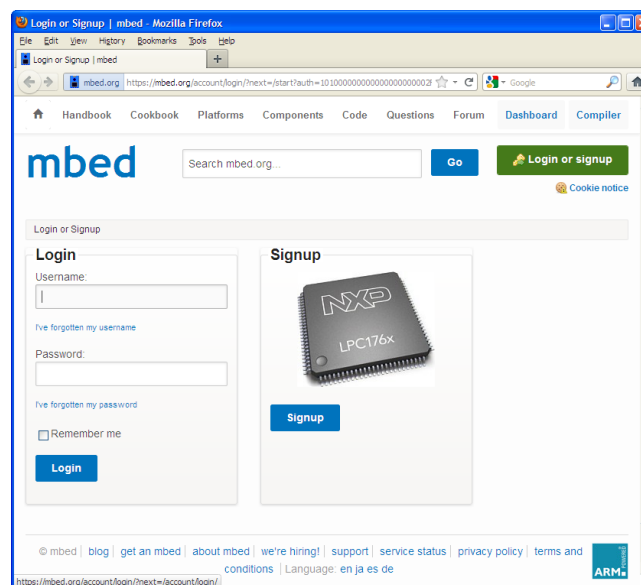 Login or Signup | mbed - Mozilla Firefox
File Edit View History Bookmarks Tools Help
Login or Signup | mbed
mbed.org https://mbed.org/account/login/?next=/start?auth= Google
Handbook Cookbook Platforms Components Code Questions Forum Dashboard Compiler
mbed Search mbed.org... Go Login or signup
Cookie notice
Login or Signup
Login
Username:
I've forgotten my username
Password:
I've forgotten my password
Remember me
Login
Signup
NXP
LPC176x
Signup
© mbed | blog | get an mbed | about mbed | we're hiring! | support | service status | privacy policy | terms and
conditions | Language: en ja es de
ARM POWERED
https://mbed.org/account/login/?next=/account/login/